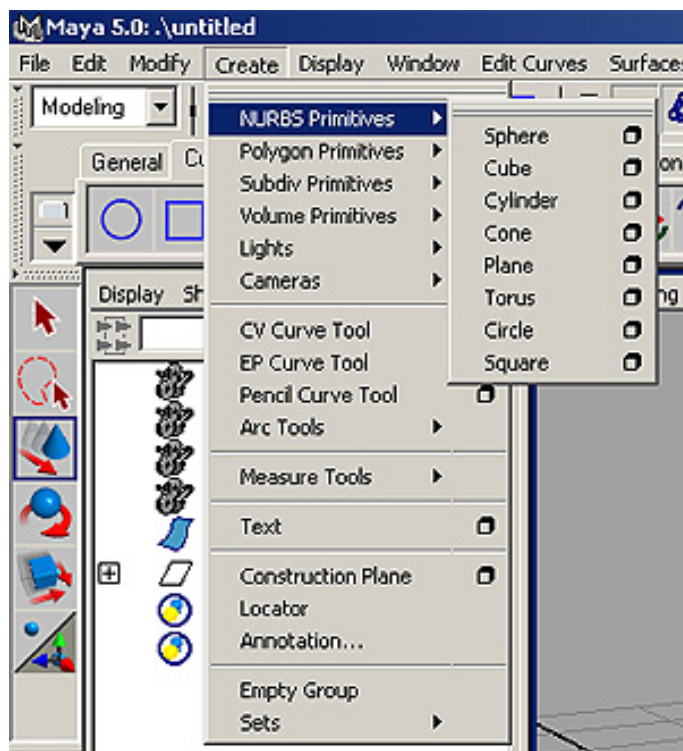 Maya 5.0: .\untitled
File Edit Modify Create Display Window Edit Curves Surfaces
Modeling
General
Display
NURBS Primitives
Polygon Primitives
Subdiv Primitives
Volume Primitives
Lights
Cameras
CV Curve Tool
EP Curve Tool
Pencil Curve Tool
Arc Tools
Measure Tools
Text
Construction Plane
Locator
Annotation...
Empty Group
Sets
Sphere
Cube
Cylinder
Cone
Plane
Torus
Circle
Square